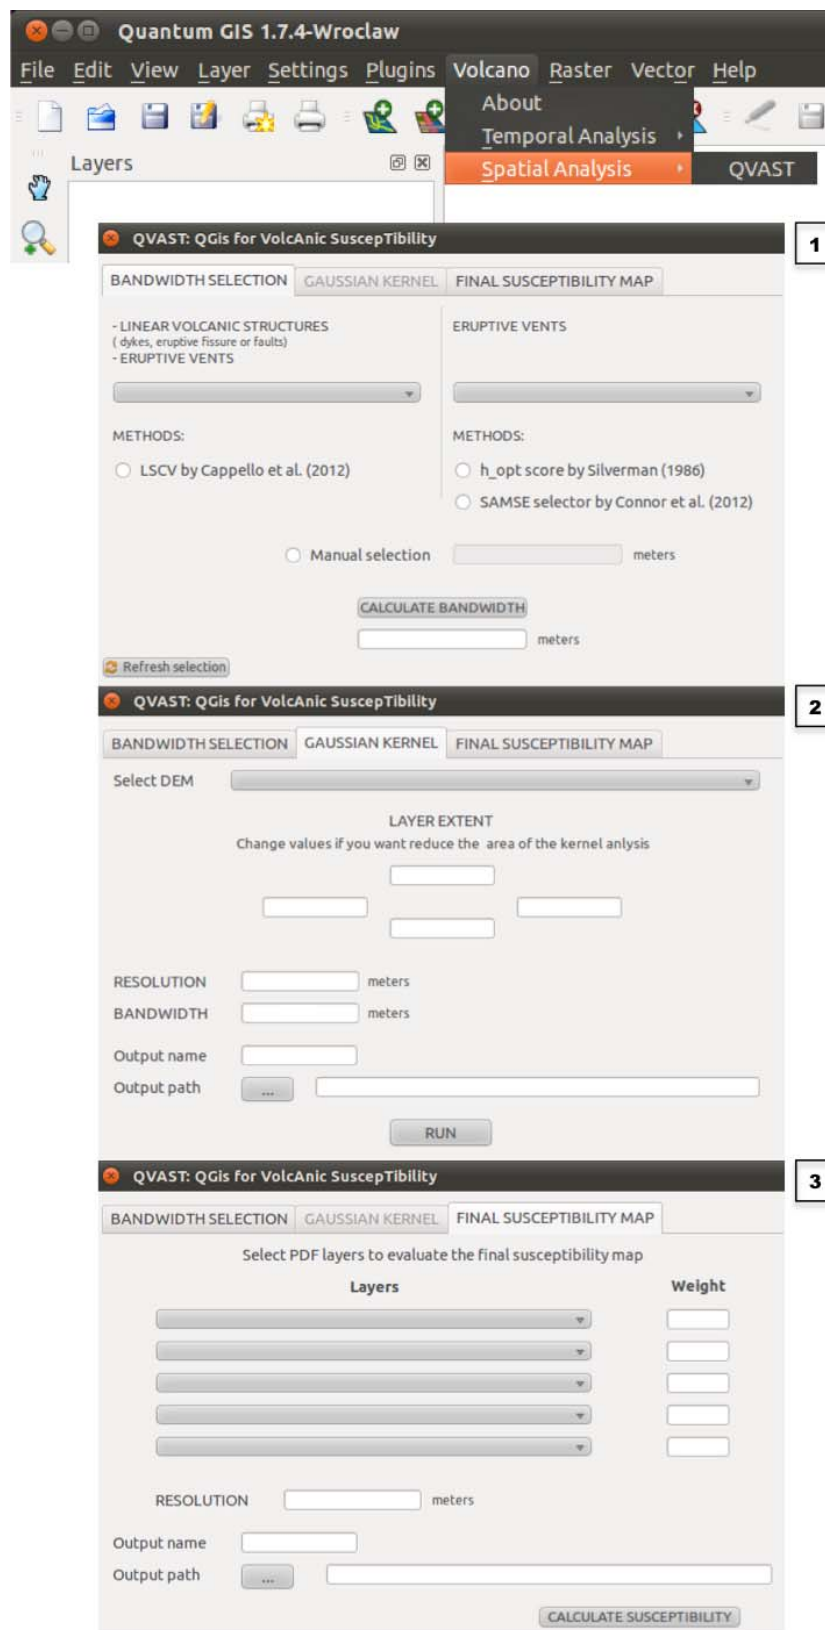 Quantum GIS 1.7.4-Wroclaw
File Edit View Layer Settings Plugins Volcano Raster Vector Help
About
Temporal Analysis
Layers
Spatial Analysis
QVAST
1
QVAST: QGis for VolcAnic SuscepTibility
BANDWIDTH SELECTION GAUSSIAN KERNEL FINAL SUSCEPTIBILITY MAP
- LINEAR VOLCANIC STRUCTURES
( dykes, eruptive fissure or faults)
- ERUPTIVE VENTS
ERUPTIVE VENTS
METHODS:
LSCV by Cappello et al. (2012)
METHODS:
h_opt score by Silverman (1986)
SAMSE selector by Connor et al. (2012)
Manual selection meters
CALCULATE BANDWIDTH
meters
Refresh selection
2
QVAST: QGis for VolcAnic SuscepTibility
BANDWIDTH SELECTION GAUSSIAN KERNEL FINAL SUSCEPTIBILITY MAP
Select DEM
LAYER EXTENT
Change values if you want reduce the area of the kernel anlysis
RESOLUTION meters
BANDWIDTH meters
Output name
Output path ...
RUN
3
QVAST: QGis for VolcAnic SuscepTibility
BANDWIDTH SELECTION GAUSSIAN KERNEL FINAL SUSCEPTIBILITY MAP
Select PDF layers to evaluate the final susceptibility map
Layers Weight
RESOLUTION meters
Output name
Output path ...
CALCULATE SUSCEPTIBILITY